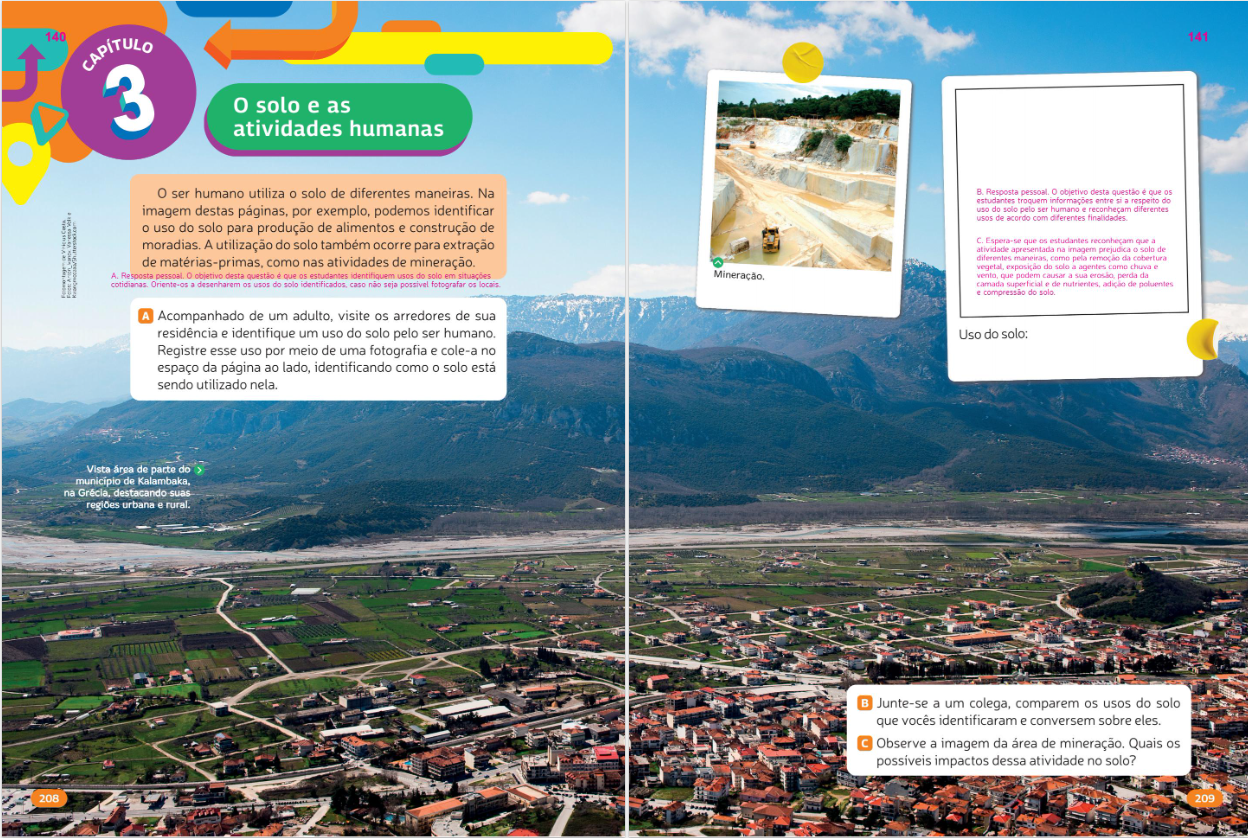 140
CAPÍTULO
3
O solo e as
atividades humanas
O ser humano utiliza o solo de diferentes maneiras. Na
imagem destas páginas, por exemplo, podemos identificar
o uso do solo para produção de alimentos e construção de
moradias. A utilização do solo também ocorre para extração
de matérias-primas, como nas atividades de mineração.
A. Resposta pessoal. O objetivo desta questão é que os estudantes identifiquem usos do solo em situações
cotidianas. Oriente-os a desenharem os usos do solo identificados, caso não seja possível fotografar os locais.
A Acompanhado de um adulto, visite os arredores de sua
residência e identifique um uso do solo pelo ser humano.
Registre esse uso por meio de uma fotografia e cole-a no
espaço da página ao lado, identificando como o solo está
sendo utilizado nela.
Vista área de parte do
município de Kalambaka,
na Grécia, destacando suas
regiões urbana e rural.
208
141
Mineração.
B. Resposta pessoal. O objetivo desta questão é que os
estudantes troquem informações entre si a respeito do
uso do solo pelo ser humano e reconheçam diferentes
usos de acordo com diferentes finalidades.
C. Espera-se que os estudantes reconheçam que a
atividade apresentada na imagem prejudica o solo de
diferentes maneiras, como pela remoção da cobertura
vegetal, exposição do solo a agentes como chuva e
vento, que podem causar a sua erosão, perda da
camada superficial e de nutrientes, adição de poluentes
e compressão do solo.
Uso do solo:
B Junte-se a um colega, comparem os usos do solo
que vocês identificaram e conversem sobre eles.
C Observe a imagem da área de mineração. Quais os
possíveis impactos dessa atividade no solo?
209